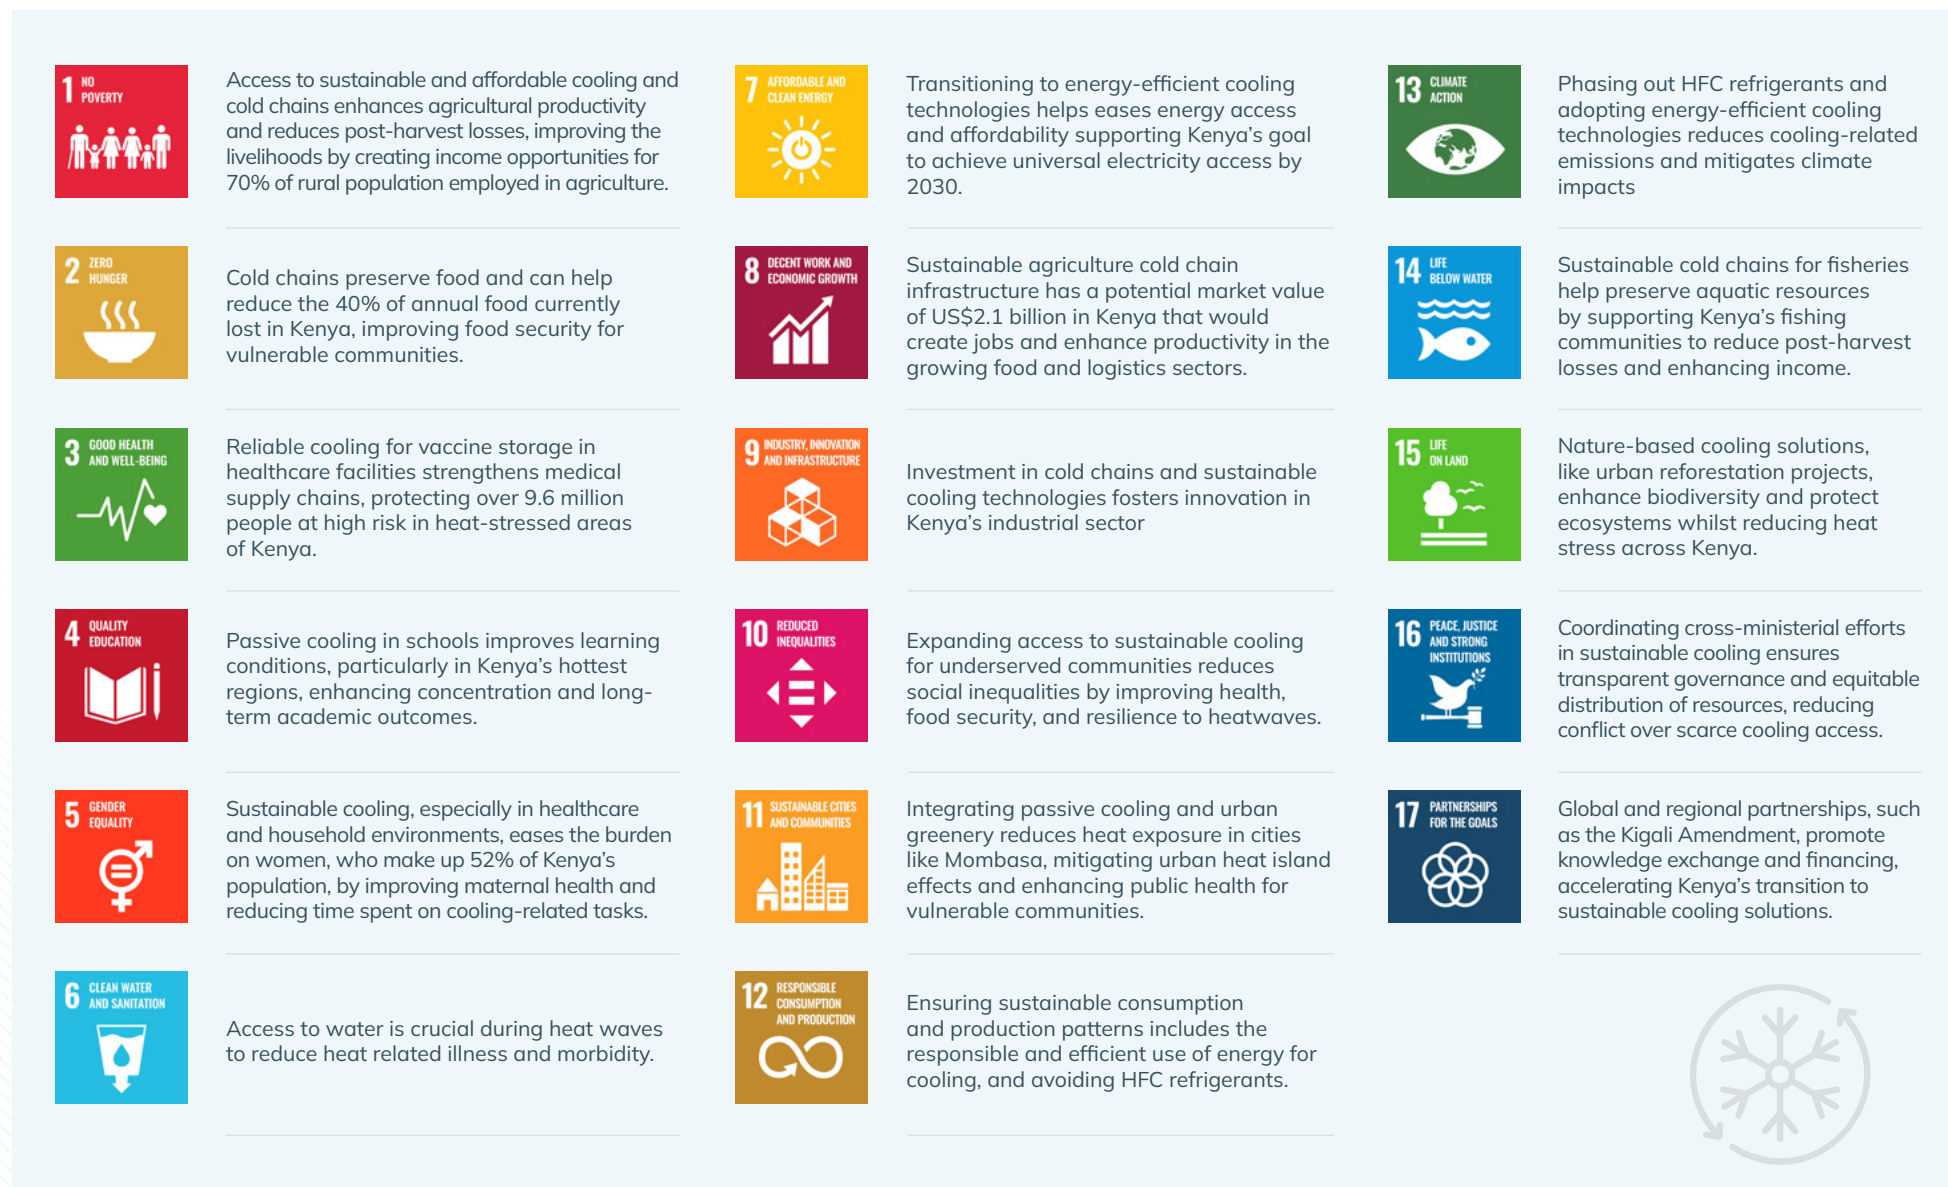 1 NO
POVERTY
Access to sustainable and affordable cooling and
cold chains enhances agricultural productivity
and reduces post-harvest losses, improving the
livelihoods by creating income opportunities for
70% of rural population employed in agriculture.
2 ZERO
HUNGER
Cold chains preserve food and can help
reduce the 40% of annual food currently
lost in Kenya, improving food security for
vulnerable communities.
3 GOOD HEALTH
AND WELL-BEING
Reliable cooling for vaccine storage in
healthcare facilities strengthens medical
supply chains, protecting over 9.6 million
people at high risk in heat-stressed areas
of Kenya.
4 QUALITY
EDUCATION
Passive cooling in schools improves learning
conditions, particularly in Kenya's hottest
regions, enhancing concentration and long-
term academic outcomes.
5 GENDER
EQUALITY
Sustainable cooling, especially in healthcare
and household environments, eases the burden
on women, who make up 52% of Kenya's
population, by improving maternal health and
reducing time spent on cooling-related tasks.
6 CLEAN WATER
AND SANITATION
Access to water is crucial during heat waves
to reduce heat related illness and morbidity.
7 AFFORDABLE AND
CLEAN ENERGY
Transitioning to energy-efficient cooling
technologies helps eases energy access
and affordability supporting Kenya's goal
to achieve universal electricity access by
2030.
8 DECENT WORK AND
ECONOMIC GROWTH
Sustainable agriculture cold chain
infrastructure has a potential market value
of US$2.1 billion in Kenya that would
create jobs and enhance productivity in the
growing food and logistics sectors.
9 INDUSTRY, INNOVATION
AND INFRASTRUCTURE
Investment in cold chains and sustainable
cooling technologies fosters innovation in
Kenya's industrial sector
10 REDUCED
INEQUALITIES
Expanding access to sustainable cooling
for underserved communities reduces
social inequalities by improving health,
food security, and resilience to heatwaves.
11 SUSTAINABLE CITIES
AND COMMUNITIES
Integrating passive cooling and urban
greenery reduces heat exposure in cities
like Mombasa, mitigating urban heat island
effects and enhancing public health for
vulnerable communities.
12 RESPONSIBLE
CONSUMPTION
AND PRODUCTION
Ensuring sustainable consumption
and production patterns includes the
responsible and efficient use of energy for
cooling, and avoiding HFC refrigerants.
13 CLIMATE
ACTION
Phasing out HFC refrigerants and
adopting energy-efficient cooling
technologies reduces cooling-related
emissions and mitigates climate
impacts
14 LIFE
BELOW WATER
Sustainable cold chains for fisheries
help preserve aquatic resources
by supporting Kenya's fishing
communities to reduce post-harvest
losses and enhancing income.
15 LIFE
ON LAND
Nature-based cooling solutions,
like urban reforestation projects,
enhance biodiversity and protect
ecosystems whilst reducing heat
stress across Kenya.
16 PEACE, JUSTICE
AND STRONG
INSTITUTIONS
Coordinating cross-ministerial efforts
in sustainable cooling ensures
transparent governance and equitable
distribution of resources, reducing
conflict over scarce cooling access.
17 PARTNERSHIPS
FOR THE GOALS
Global and regional partnerships, such
as the Kigali Amendment, promote
knowledge exchange and financing,
accelerating Kenya's transition to
sustainable cooling solutions.